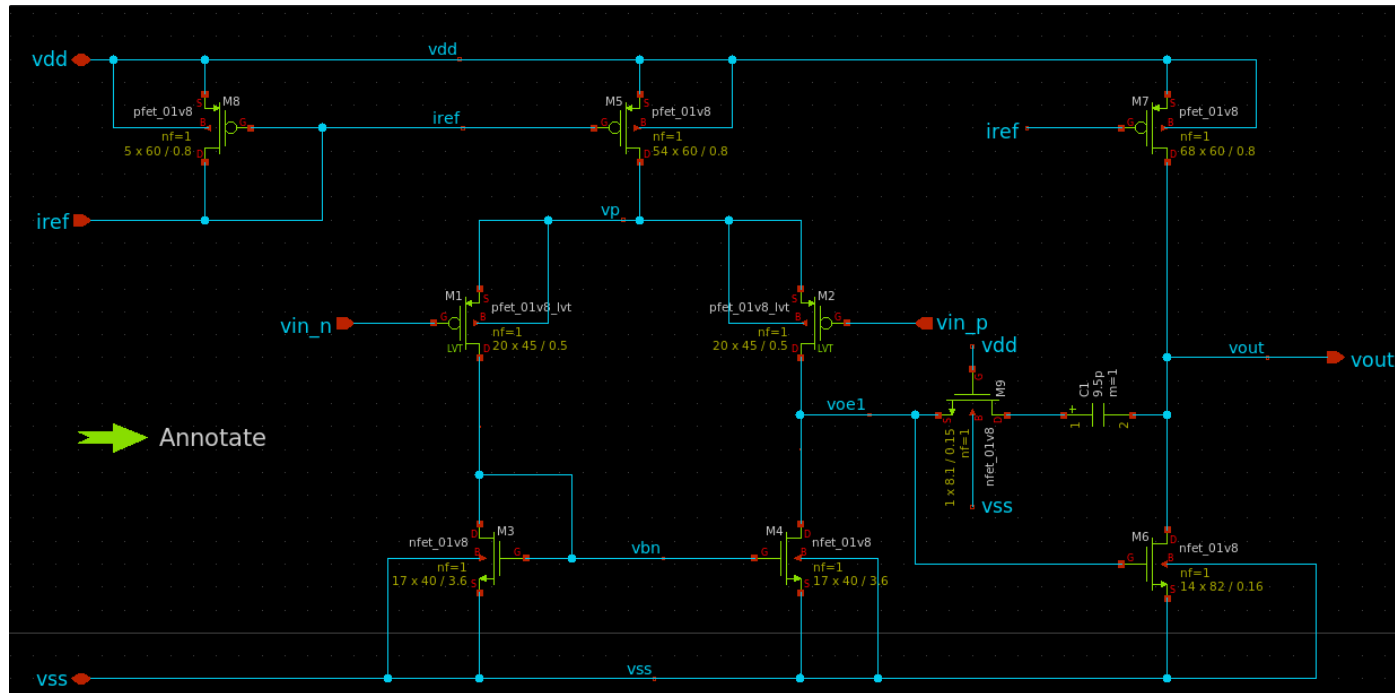 vdd
vdd
M8
pfet_01v8
S
B
G
D
nf=1
5 x 60 / 0.8
iref
M5
pfet_01v8
S
G
B
D
nf=1
54 x 60 / 0.8
iref
M7
pfet_01v8
S
G
B
D
nf=1
68 x 60 / 0.8
iref
vp
M1
pfet_01v8_lvt
S
G
B
D
LVT
nf=1
20 x 45 / 0.5
vin_n
M2
pfet_01v8_lvt
S
B
G
D
LVT
nf=1
20 x 45 / 0.5
vin_p
vdd
G
M9
S
B
D
1 x 8.1 / 0.15
nf=1
nfet_01v8
vss
C1
9.5p
m=1
+
1
2
vout
vout
voe1
Annotate
M3
nfet_01v8
D
B
G
S
nf=1
17 x 40 / 3.6
vbn
M4
nfet_01v8
D
G
B
S
nf=1
17 x 40 / 3.6
M6
nfet_01v8
D
G
B
S
nf=1
14 x 82 / 0.16
vss
vss